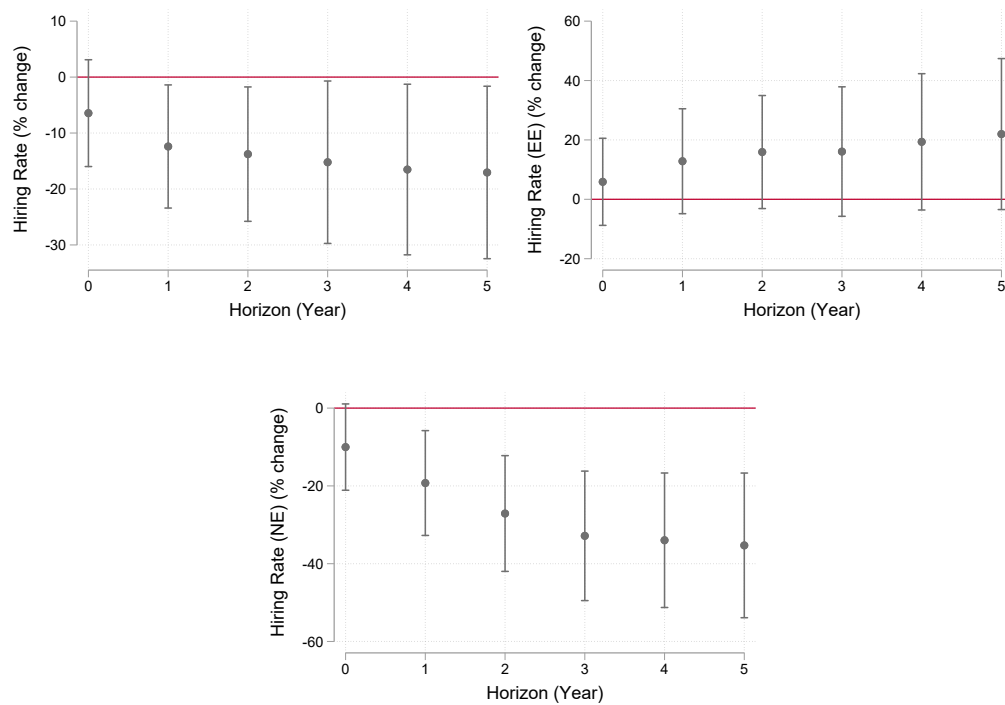 Hiring Rate (% change)
10
0
-10
-20
-30
0 1 2 3 4 5
Horizon (Year)
Hiring Rate (EE) (% change)
60
40
20
0
-20
0 1 2 3 4 5
Horizon (Year)
Hiring Rate (NE) (% change)
0
-20
-40
-60
0 1 2 3 4 5
Horizon (Year)